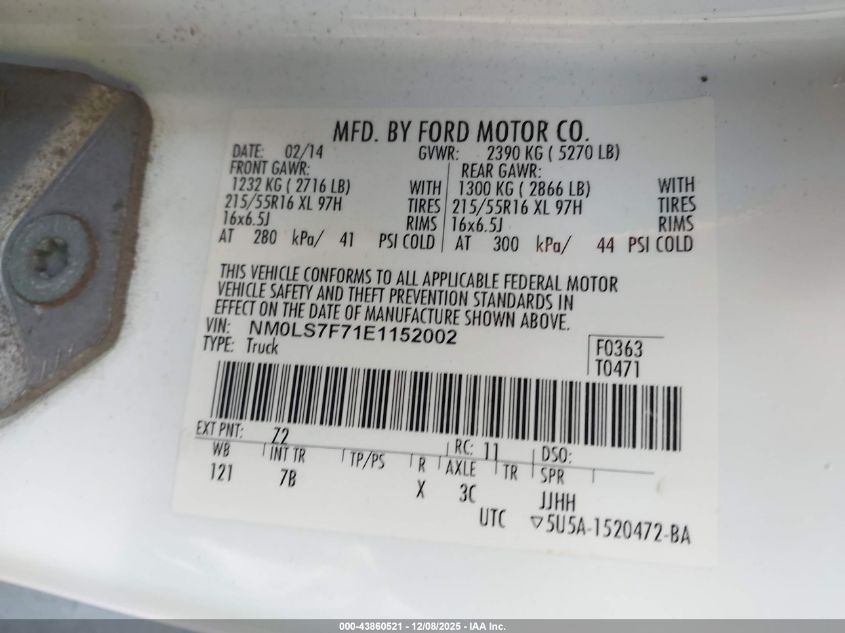 MFD. BY FORD MOTOR CO.
DATE: 02/14 GVWR: 2390 KG ( 5270 LB)
FRONT GAWR: REAR GAWR:
1232 KG ( 2716 LB) WITH 1300 KG ( 2866 LB) WITH
215/55R16 XL 97H TIRES 215/55R16 XL 97H TIRES
16x6.5J RIMS 16x6.5J RIMS
AT 280 kPa/ 41 PSI COLD AT 300 kPa/ 44 PSI COLD
THIS VEHICLE CONFORMS TO ALL APPLICABLE FEDERAL MOTOR
VEHICLE SAFETY AND THEFT PREVENTION STANDARDS IN
EFFECT ON THE DATE OF MANUFACTURE SHOWN ABOVE.
VIN: NM0LS7F71E1152002
TYPE: Truck
F0363
T0471
EXT PNT: Z2 RC: 11 DSO:
WB INT TR TP/PS R AXLE TR SPR
121 7B X 3C JJHH
UTC ▽5U5A-1520472-BA
000-43860521 - 12/08/2025 - IAA Inc.